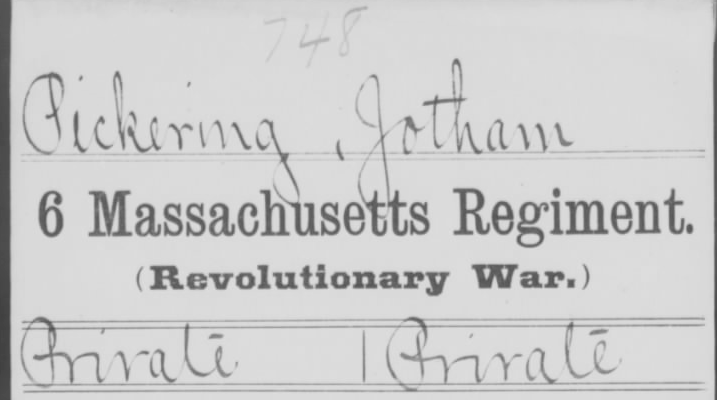 748
Pickering, Jotham
6 Massachusetts Regiment.
(Revolutionary War.)
Private | Private